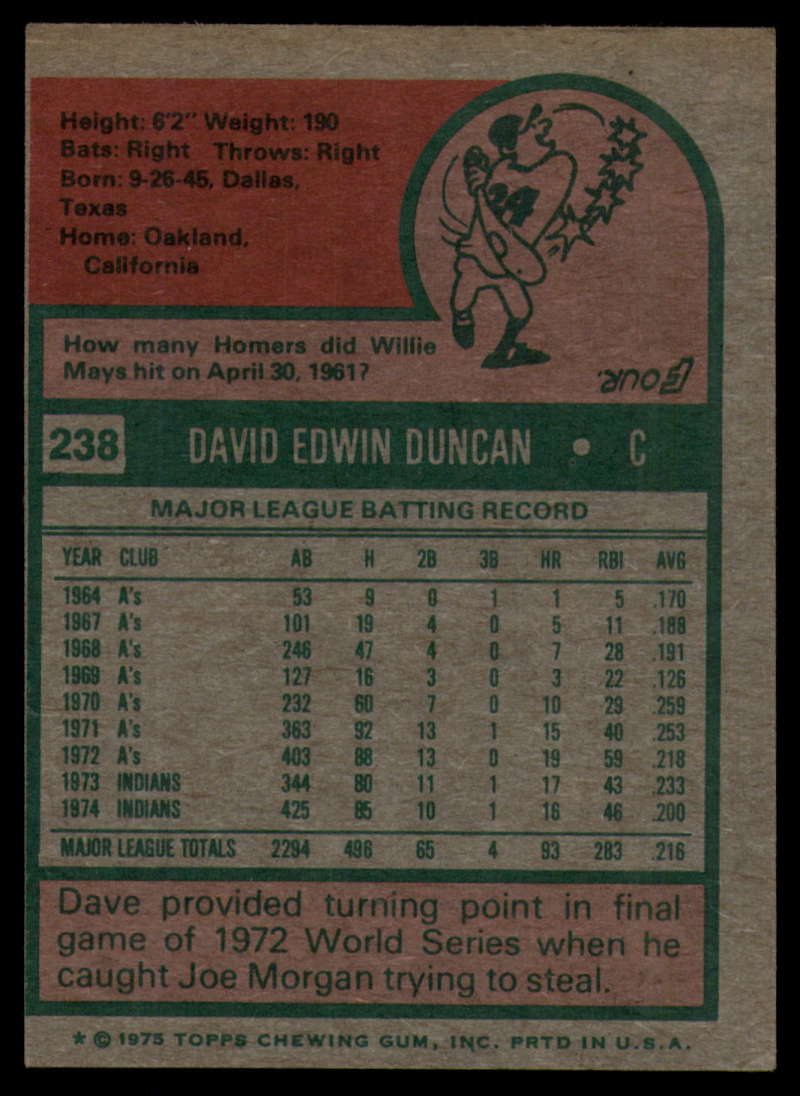 Height: 6'2" Weight: 190
Bats: Right Throws: Right
Born: 9-26-45, Dallas,
Texas
Home: Oakland,
California
24
How many Homers did Willie
Mays hit on April 30, 1961?
FOUR.
238 DAVID EDWIN DUNCAN • C
MAJOR LEAGUE BATTING RECORD
YEAR CLUB AB H 2B 3B HR RBI AVG
1964 A's 53 9 0 1 1 5 .170
1967 A's 101 19 4 0 5 11 .188
1968 A's 246 47 4 0 7 28 .191
1969 A's 127 16 3 0 3 22 .126
1970 A's 232 60 7 0 10 29 .259
1971 A's 363 92 13 1 15 40 .253
1972 A's 403 88 13 0 19 59 .218
1973 INDIANS 344 80 11 1 17 43 .233
1974 INDIANS 425 85 10 1 16 46 .200
MAJOR LEAGUE TOTALS 2294 496 65 4 93 283 .216
Dave provided turning point in final
game of 1972 World Series when he
caught Joe Morgan trying to steal.
* © 1975 TOPPS CHEWING GUM, INC. PRTD IN U.S.A.